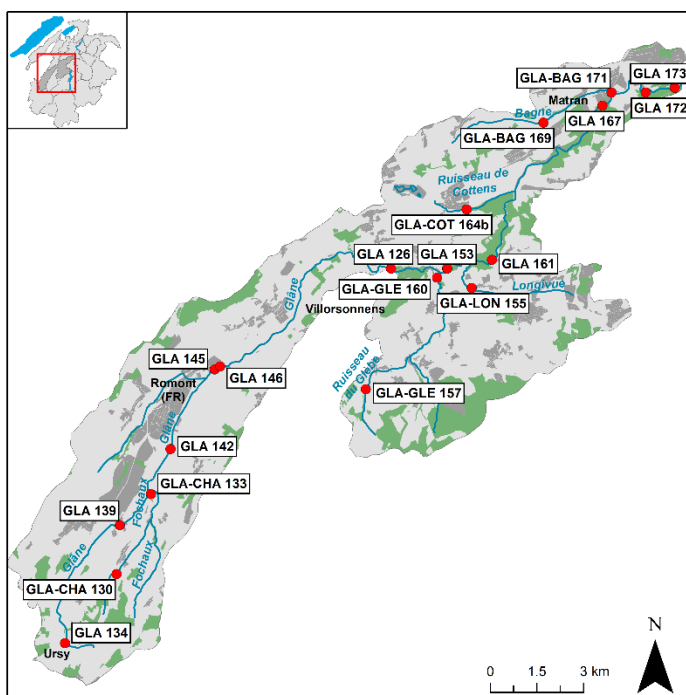 GLA-BAG 171
GLA 173
Matran
GLA 172
GLA 167
Bagne
GLA-BAG 169
Ruisseau de
Cottens
GLA-COT 164b
GLA 126
GLA 153
GLA 161
GLA-GLE 160
Longivue
GLA-LON 155
Glâne
Villorsonnens
GLA 145
GLA 146
Romont
(FR)
Ruisseau
du Glèbe
GLA-GLE 157
Glâne
GLA 142
GLA-CHA 133
GLA 139
Fochaux
Glâne
Fochaux
GLA-CHA 130
GLA 134
Ursy
N
0 1.5 3 km